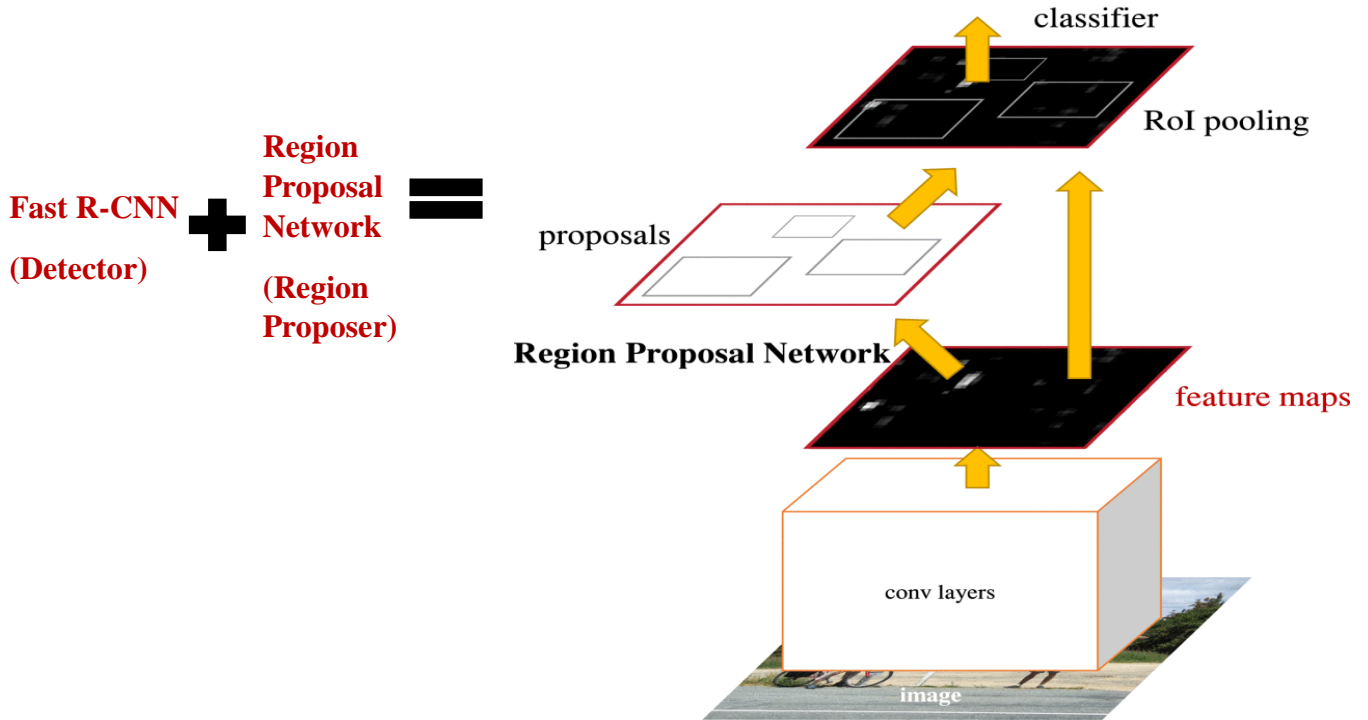 Fast R-CNN
(Detector)
Region
Proposal
Network
(Region
Proposer)
classifier
RoI pooling
proposals
Region Proposal Network
feature maps
conv layers
image